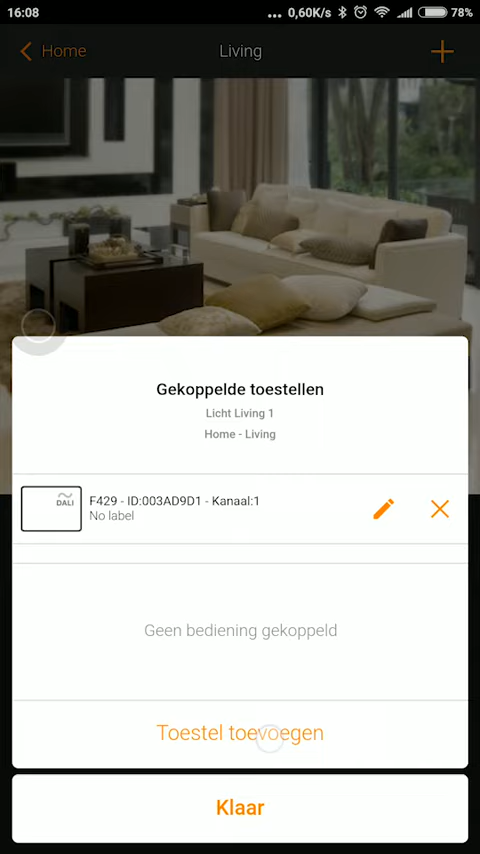 16:08 ... 0,60K/s 78%
Home Living
Gekoppelde toestellen
Licht Living 1
Home - Living
DALI
F429 - ID:003AD9D1 - Kanaal:1
No label
Geen bediening gekoppeld
Toestel toevoegen
Klaar